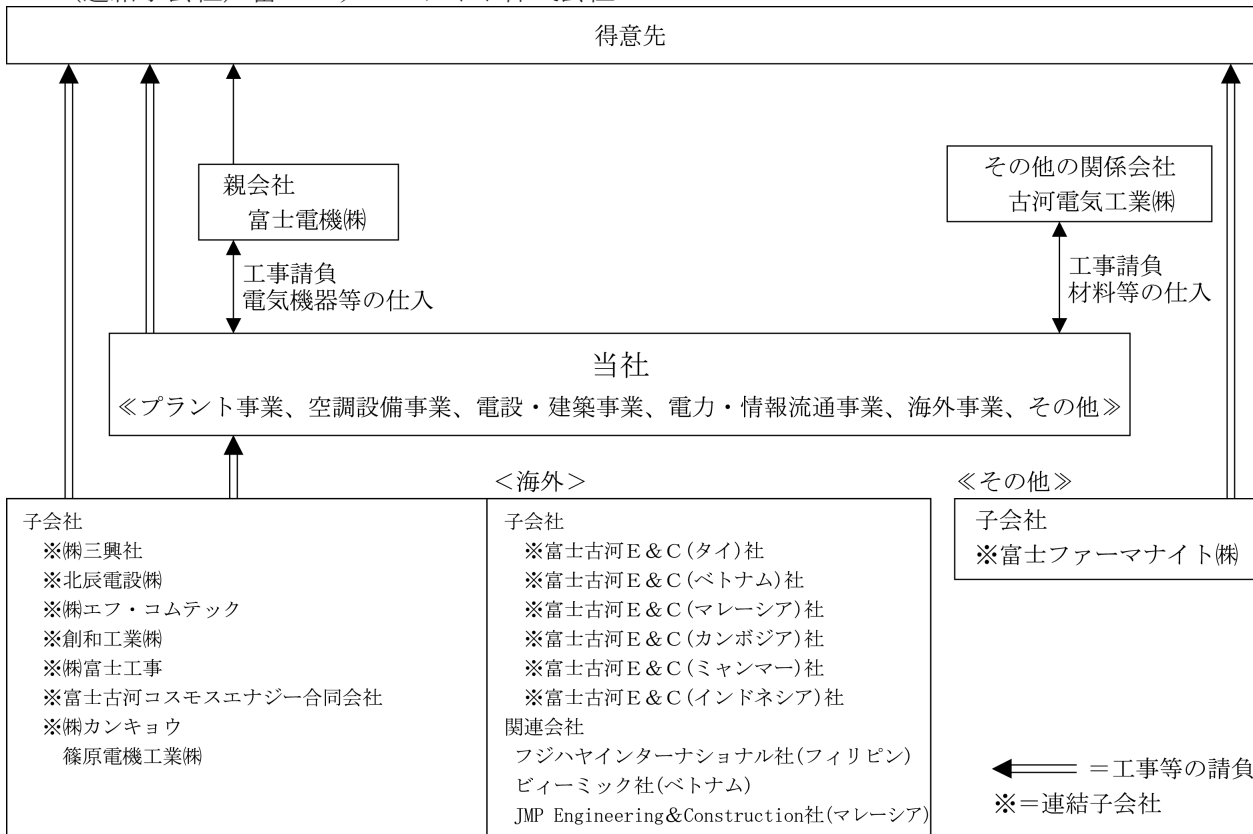 得意先
親会社
富士電機㈱
その他の関係会社
古河電気工業㈱
工事請負
電気機器等の仕入
工事請負
材料等の仕入
当社
≪プラント事業、空調設備事業、電設・建築事業、電力・情報流通事業、海外事業、その他≫
子会社
※㈱三興社
※北辰電設㈱
※㈱エフ・コムテック
※創和工業㈱
※㈱富士工事
※富士古河コスモスエナジー合同会社
※㈱カンキョウ
篠原電機工業㈱
＜海外＞
子会社
※富士古河Ｅ＆Ｃ(タイ)社
※富士古河Ｅ＆Ｃ(ベトナム)社
※富士古河Ｅ＆Ｃ(マレーシア)社
※富士古河Ｅ＆Ｃ(カンボジア)社
※富士古河Ｅ＆Ｃ(ミャンマー)社
※富士古河Ｅ＆Ｃ(インドネシア)社
関連会社
フジハヤインターナショナル社(フィリピン)
ビィーミック社(ベトナム)
JMP Engineering&Construction社(マレーシア)
≪その他≫
子会社
※富士ファーマナイト㈱
＝工事等の請負
※＝連結子会社